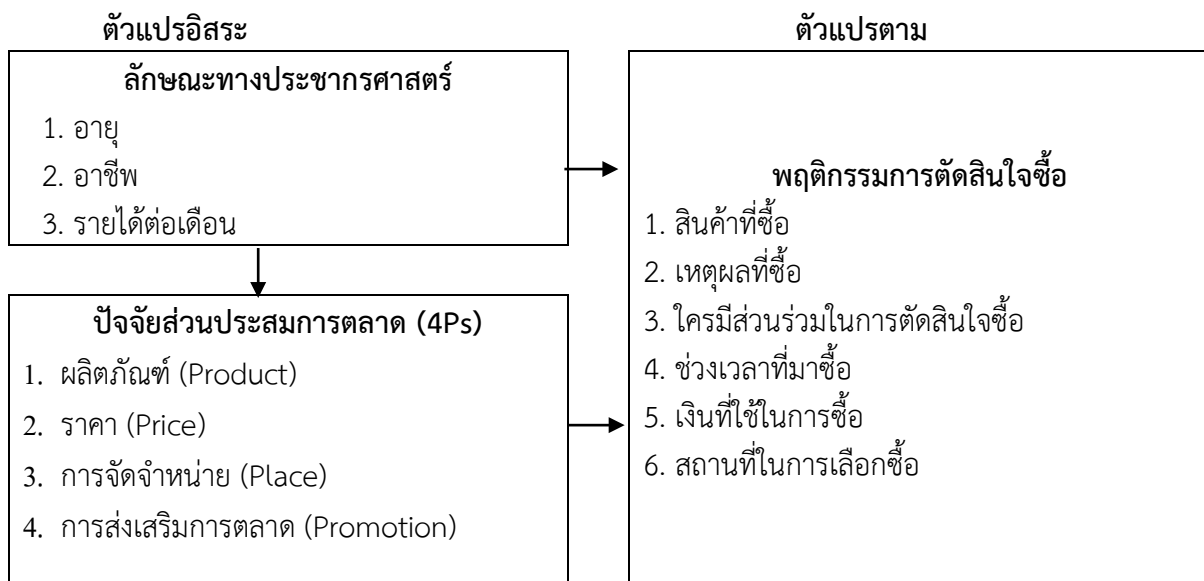 ตัวแปรอิสระ
ลักษณะทางประชากรศาสตร์
1. อายุ
2. อาชีพ
3. รายได้ต่อเดือน
ปัจจัยส่วนประสมการตลาด (4Ps)
1. ผลิตภัณฑ์ (Product)
2. ราคา (Price)
3. การจัดจำหน่าย (Place)
4. การส่งเสริมการตลาด (Promotion)
ตัวแปรตาม
พฤติกรรมการตัดสินใจซื้อ
1. สินค้าที่ซื้อ
2. เหตุผลที่ซื้อ
3. ใครมีส่วนร่วมในการตัดสินใจซื้อ
4. ช่วงเวลาที่มาซื้อ
5. เงินที่ใช้ในการซื้อ
6. สถานที่ในการเลือกซื้อ